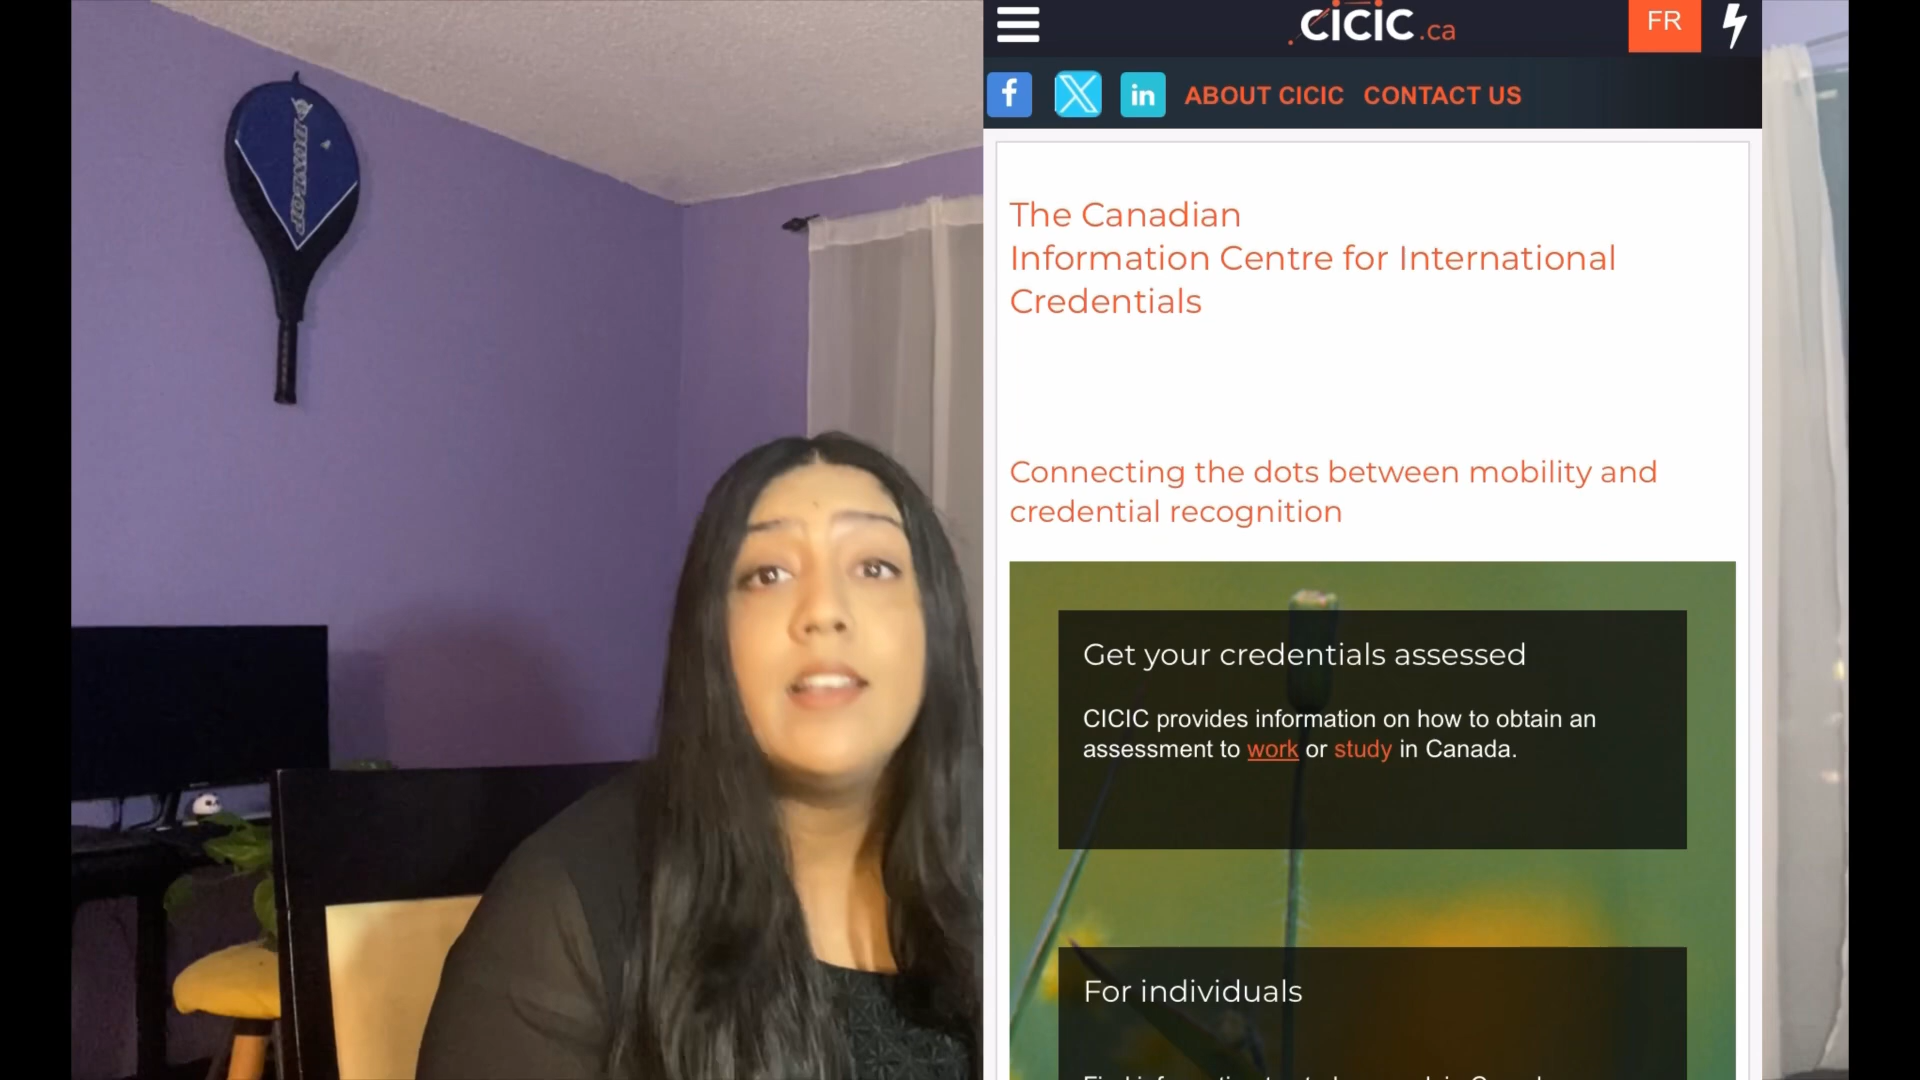 DUNLOP
cicic.ca
FR
ABOUT CICIC CONTACT US
The Canadian
Information Centre for International
Credentials
Connecting the dots between mobility and
credential recognition
Get your credentials assessed
CICIC provides information on how to obtain an
assessment to work or study in Canada.
For individuals